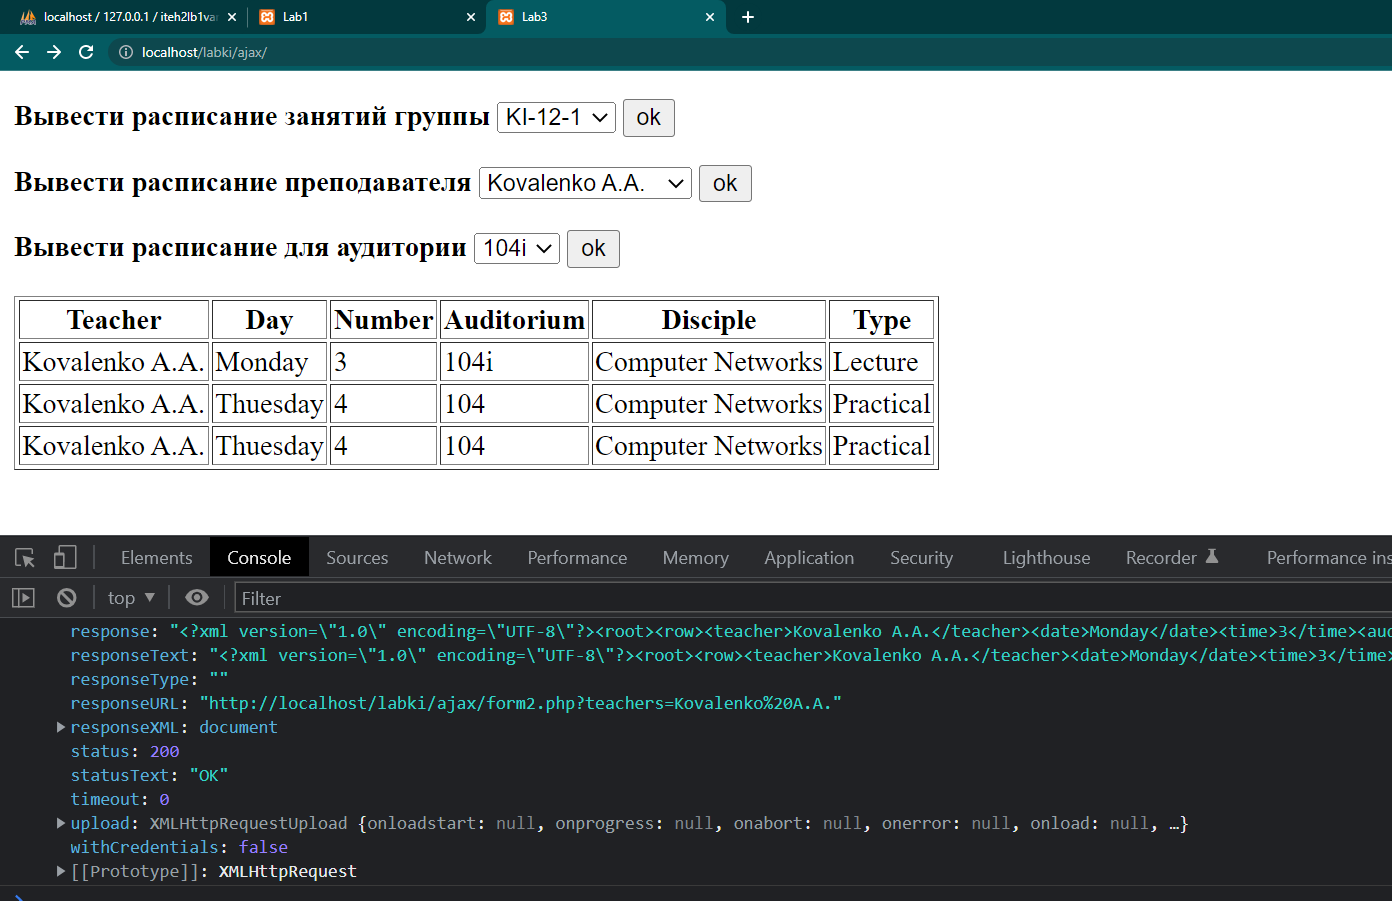 localhost / 127.0.0.1 / iteh2lb1var
Lab1
Lab3
localhost/labki/ajax/
Вывести расписание занятий группы KI-12-1 ok
Вывести расписание преподавателя Kovalenko A.A. ok
Вывести расписание для аудитории 104i ok
Teacher Day Number Auditorium Disciple Type
Kovalenko A.A. Monday 3 104i Computer Networks Lecture
Kovalenko A.A. Thuesday 4 104 Computer Networks Practical
Kovalenko A.A. Thuesday 4 104 Computer Networks Practical
Elements Console Sources Network Performance Memory Application Security Lighthouse Recorder Performance ins
top Filter
response: "<?xml version=\"1.0\" encoding=\"UTF-8\"?><root><row><teacher>Kovalenko A.A.</teacher><date>Monday</date><time>3</time><aud
responseText: "<?xml version=\"1.0\" encoding=\"UTF-8\"?><root><row><teacher>Kovalenko A.A.</teacher><date>Monday</date><time>3</time>
responseType: ""
responseURL: "http://localhost/labki/ajax/form2.php?teachers=Kovalenko%20A.A."
responseXML: document
status: 200
statusText: "OK"
timeout: 0
upload: XMLHttpRequestUpload {onloadstart: null, onprogress: null, onabort: null, onerror: null, onload: null, …}
withCredentials: false
[[Prototype]]: XMLHttpRequest